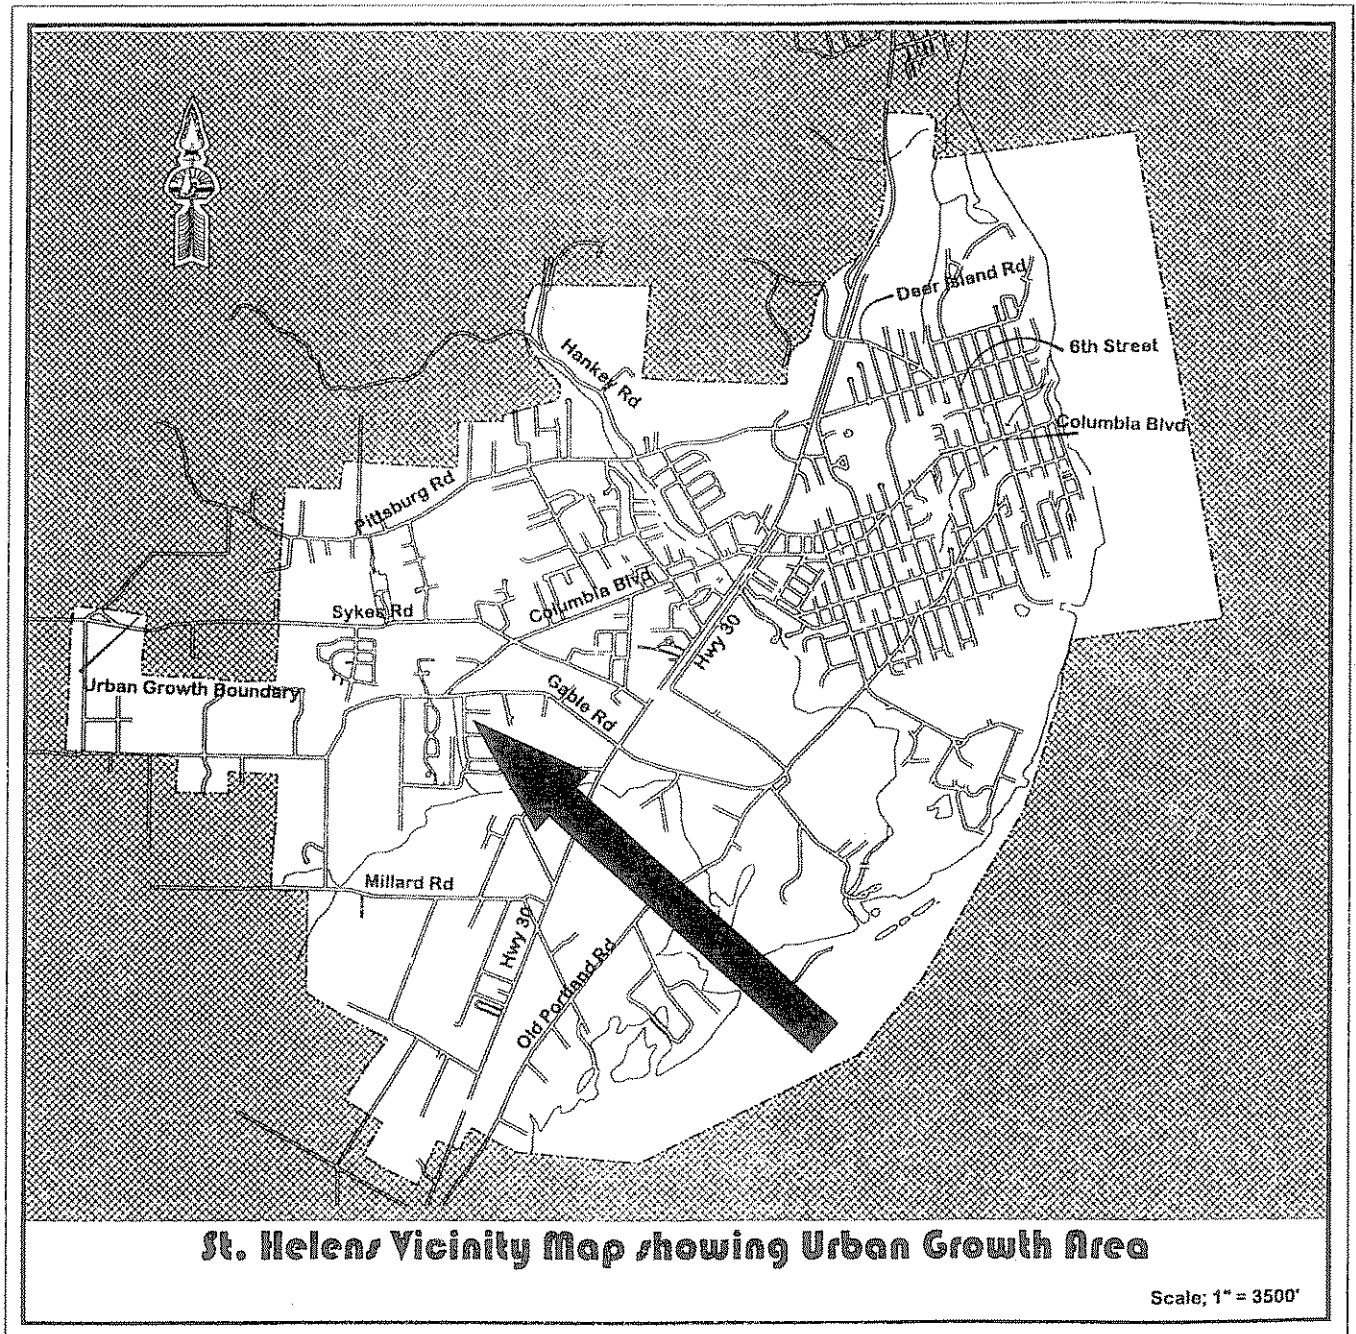 Deer Island Rd
6th Street
Hankey Rd
Columbia Blvd
Pittsburg Rd
Columbia Blvd
Sykes Rd
Hwy 30
Urban Growth Boundary
Gable Rd
Millard Rd
Hwy 30
Old Portland Rd
St. Helens Vicinity Map showing Urban Growth Area
Scale; 1" = 3500'